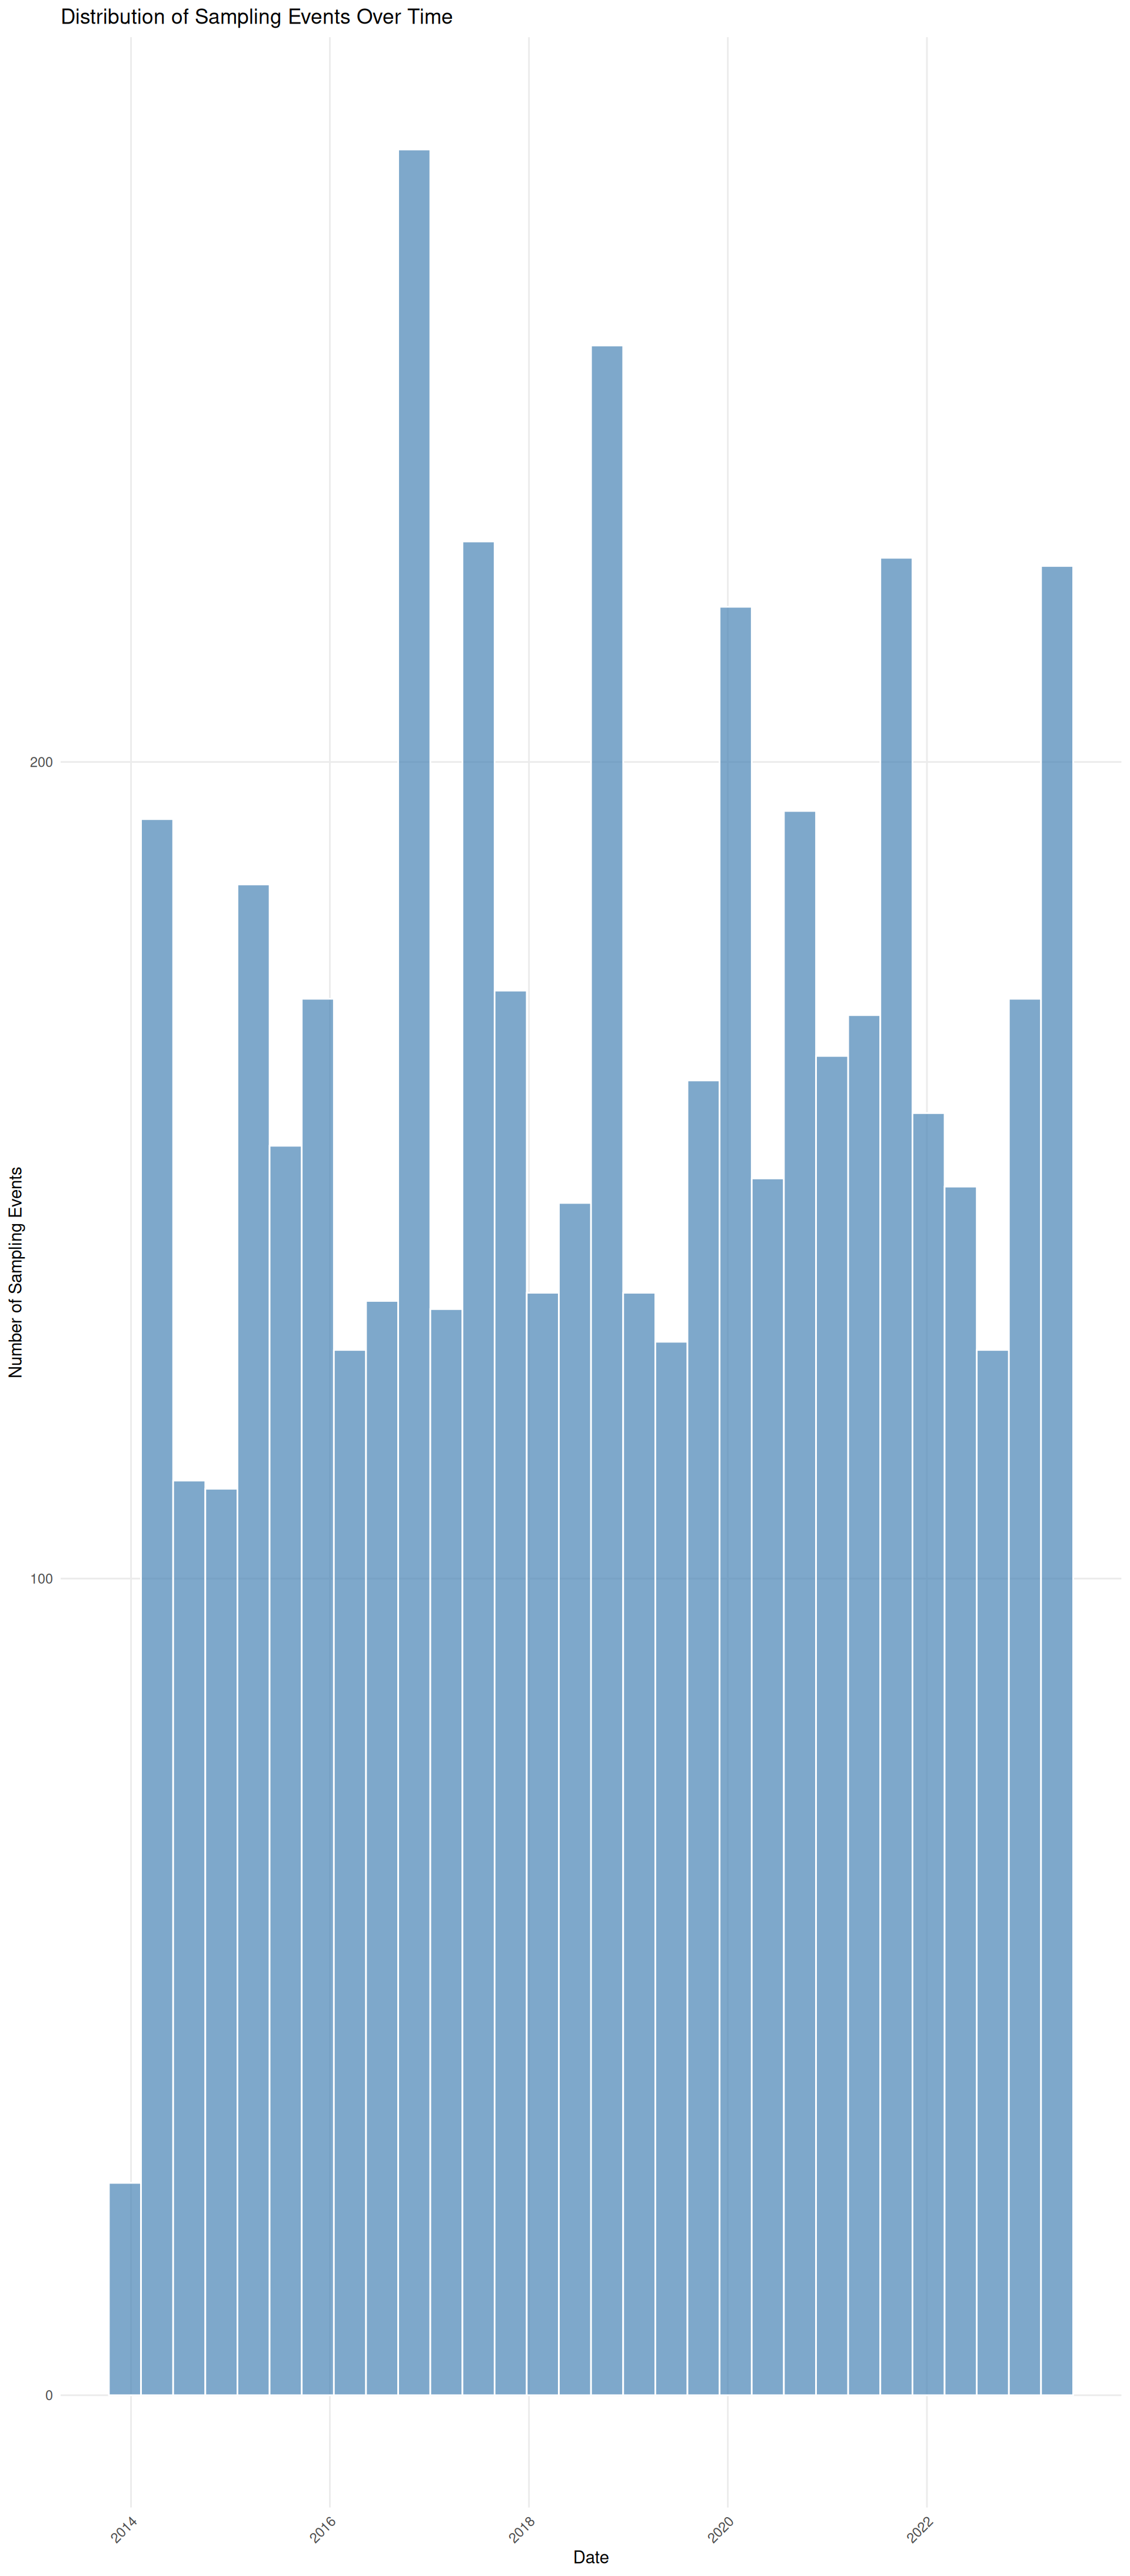 Distribution of Sampling Events Over Time
Number of Sampling Events
200
100
0
2014
2016
2018
2020
2022
Date